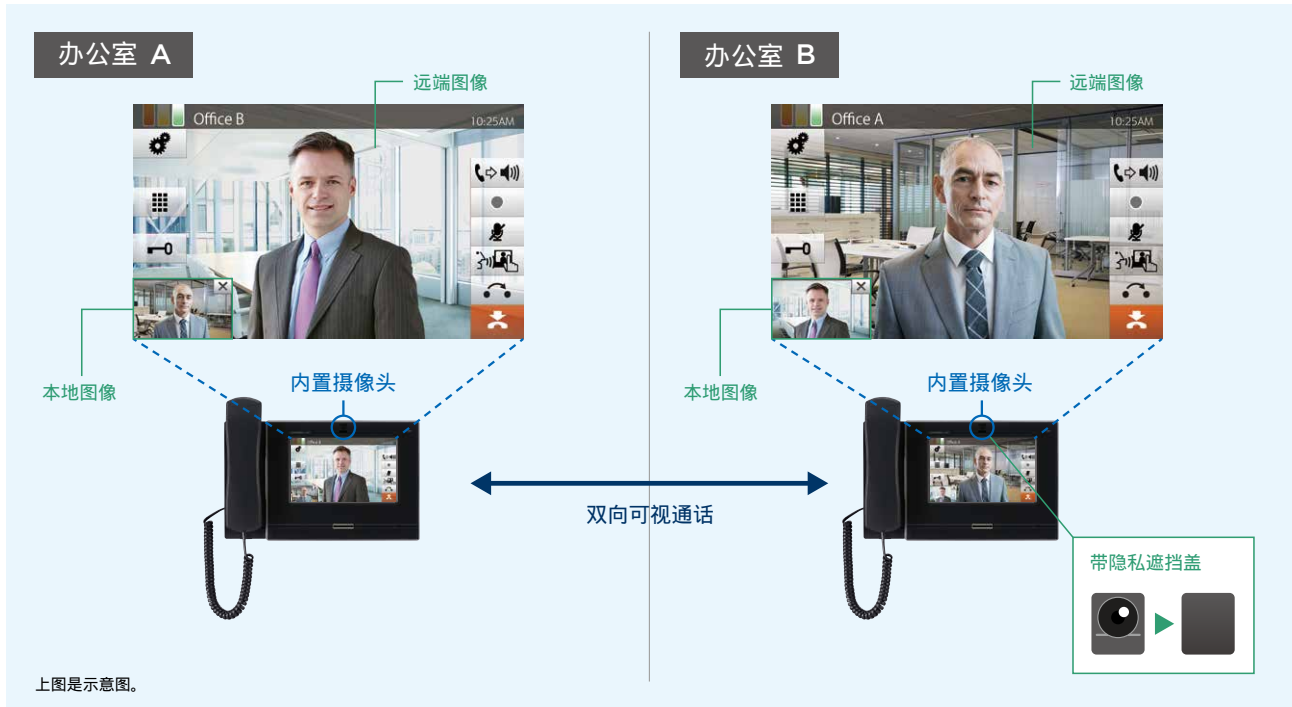 办公室 A
远端图像
Office B
10:25AM
本地图像
内置摄像头
办公室 B
远端图像
Office A
10:25AM
本地图像
内置摄像头
双向可视通话
带隐私遮挡盖
上图是示意图。